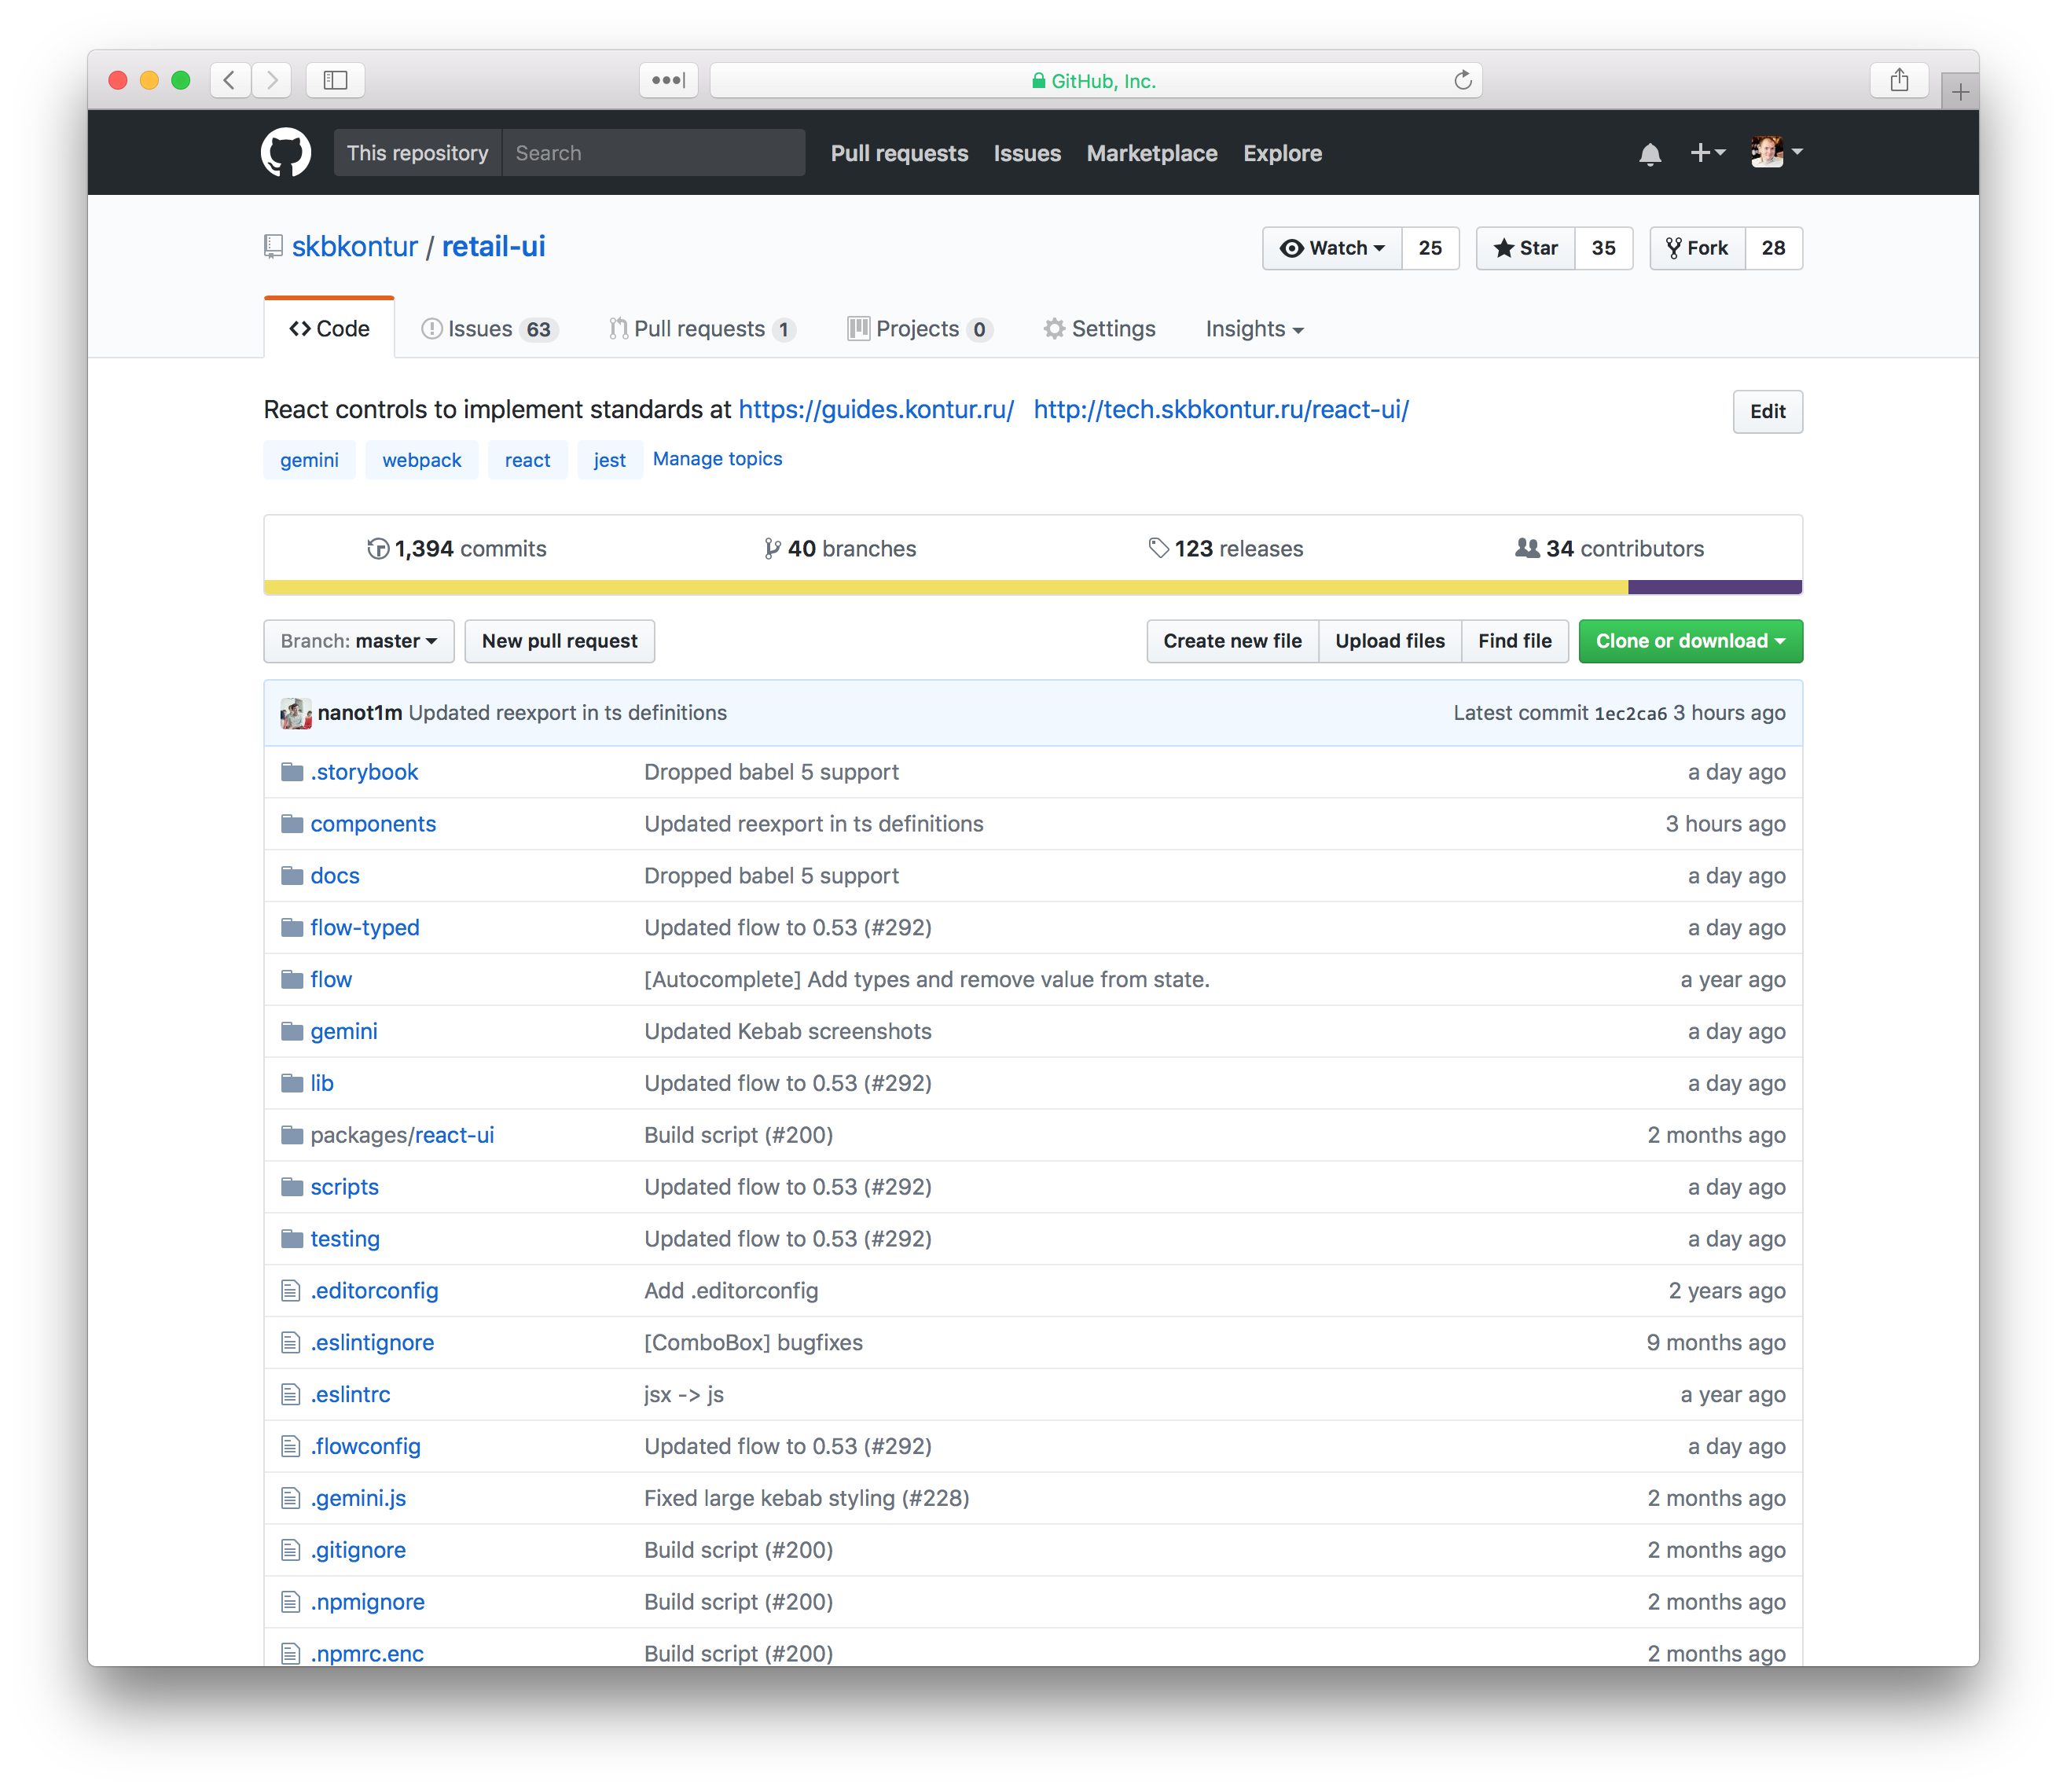 GitHub, Inc.
This repository Search Pull requests Issues Marketplace Explore
skbkontur / retail-ui Watch 25 Star 35 Fork 28
Code Issues 63 Pull requests 1 Projects 0 Settings Insights
React controls to implement standards at https://guides.kontur.ru/ http://tech.skbkontur.ru/react-ui/ Edit
gemini webpack react jest Manage topics
1,394 commits 40 branches 123 releases 34 contributors
Branch: master New pull request Create new file Upload files Find file Clone or download
nanot1m Updated reexport in ts definitions Latest commit 1ec2ca6 3 hours ago
.storybook Dropped babel 5 support a day ago
components Updated reexport in ts definitions 3 hours ago
docs Dropped babel 5 support a day ago
flow-typed Updated flow to 0.53 (#292) a day ago
flow [Autocomplete] Add types and remove value from state. a year ago
gemini Updated Kebab screenshots a day ago
lib Updated flow to 0.53 (#292) a day ago
packages/react-ui Build script (#200) 2 months ago
scripts Updated flow to 0.53 (#292) a day ago
testing Updated flow to 0.53 (#292) a day ago
.editorconfig Add .editorconfig 2 years ago
.eslintignore [ComboBox] bugfixes 9 months ago
.eslintrc jsx -> js a year ago
.flowconfig Updated flow to 0.53 (#292) a day ago
.gemini.js Fixed large kebab styling (#228) 2 months ago
.gitignore Build script (#200) 2 months ago
.npmignore Build script (#200) 2 months ago
.npmrc.enc Build script (#200) 2 months ago